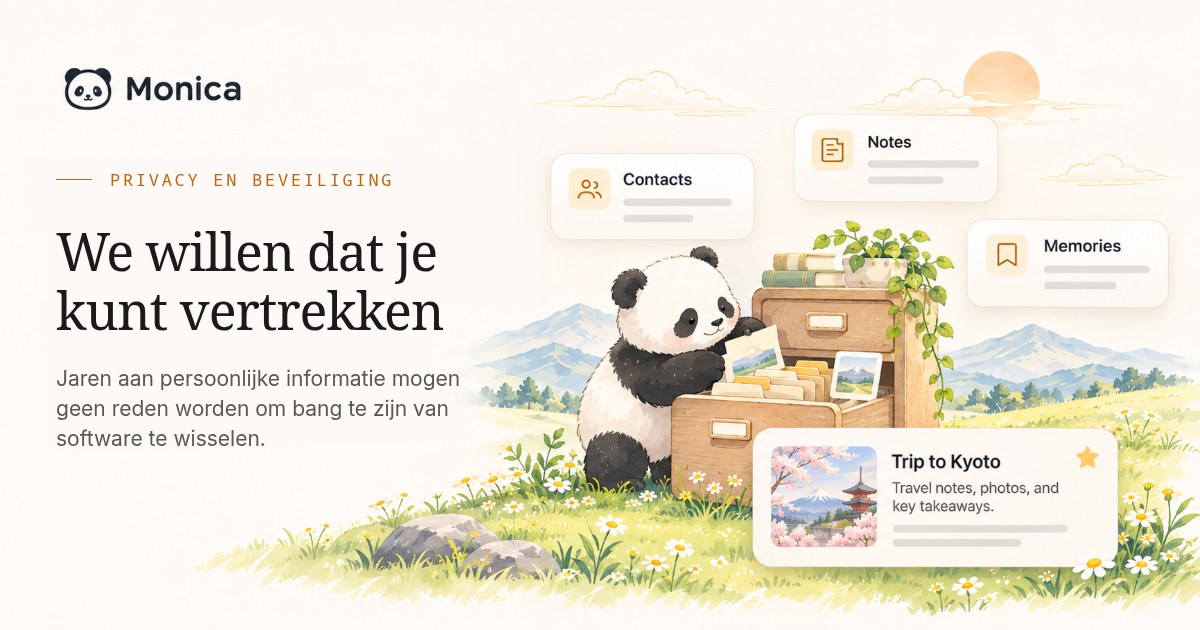 Monica
PRIVACY EN BEVEILIGING
We willen dat je
kunt vertrekken
Jaren aan persoonlijke informatie mogen
geen reden worden om bang te zijn van
software te wisselen.
Contacts
Notes
Memories
Trip to Kyoto
Travel notes, photos, and
key takeaways.